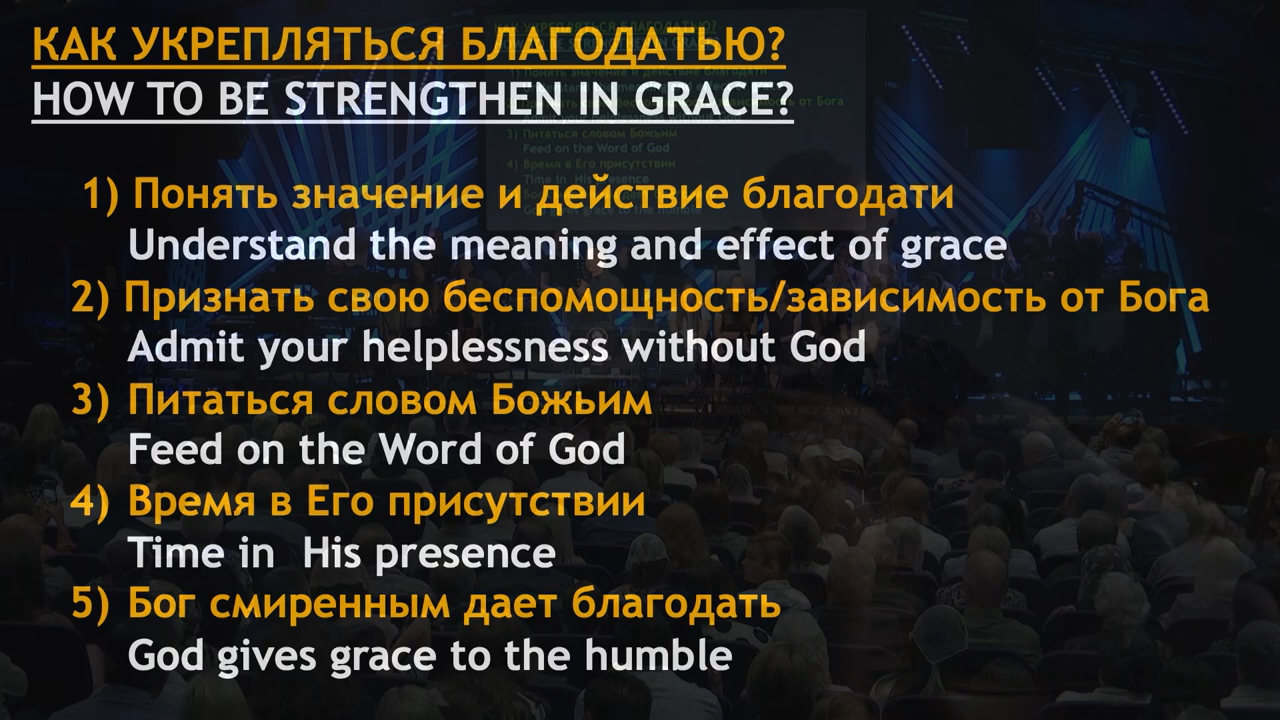 КАК УКРЕПЛЯТЬСЯ БЛАГОДАТЬЮ?
HOW TO BE STRENGTHEN IN GRACE?
1) Понять значение и действие благодати
Understand the meaning and effect of grace
2) Признать свою беспомощность/зависимость от Бога
Admit your helplessness without God
3) Питаться словом Божьим
Feed on the Word of God
4) Время в Его присутствии
Time in His presence
5) Бог смиренным дает благодать
God gives grace to the humble